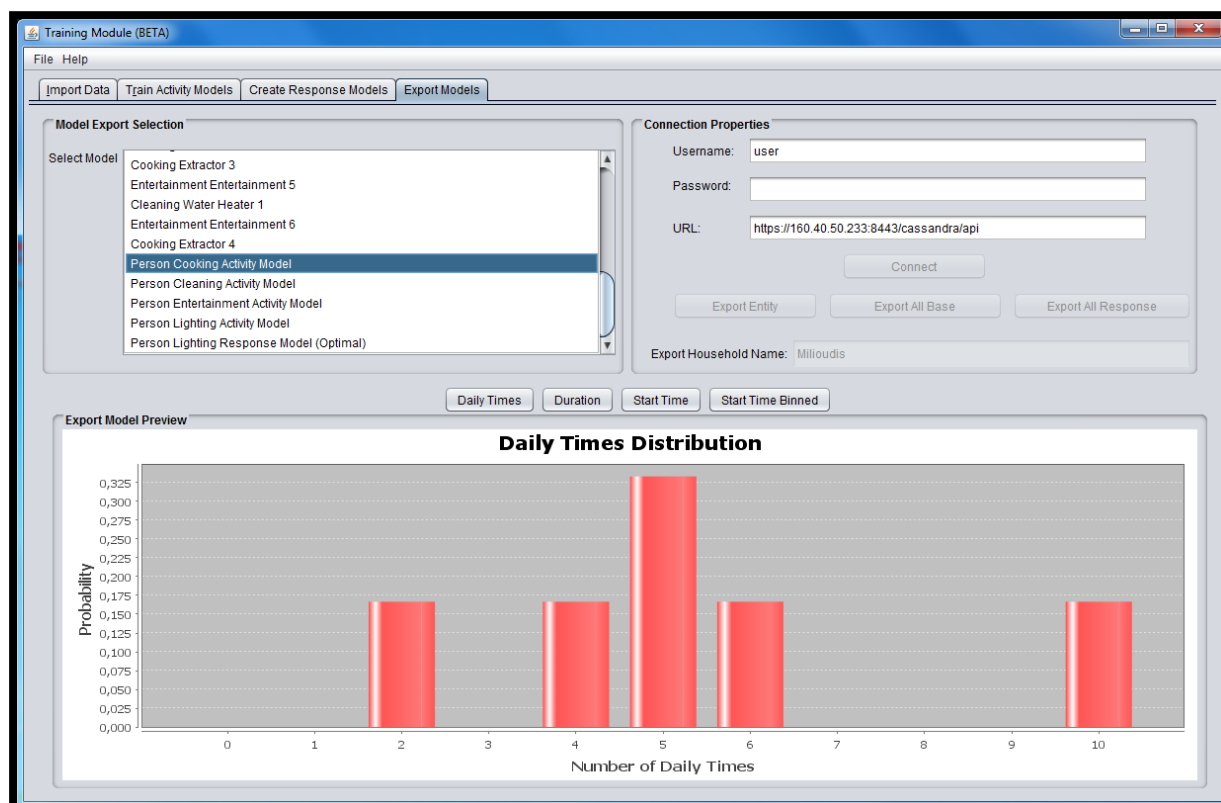 Training Module (BETA)
File Help
Import Data Train Activity Models Create Response Models Export Models
Model Export Selection
Select Model
Cooking Extractor 3
Entertainment Entertainment 5
Cleaning Water Heater 1
Entertainment Entertainment 6
Cooking Extractor 4
Person Cooking Activity Model
Person Cleaning Activity Model
Person Entertainment Activity Model
Person Lighting Activity Model
Person Lighting Response Model (Optimal)
Connection Properties
Username: user
Password:
URL: https://160.40.50.233:8443/cassandra/api
Connect
Export Entity Export All Base Export All Response
Export Household Name: Milioudis
Daily Times Duration Start Time Start Time Binned
Export Model Preview
Daily Times Distribution
Probability
0,325
0,300
0,275
0,250
0,225
0,200
0,175
0,150
0,125
0,100
0,075
0,050
0,025
0,000
0 1 2 3 4 5 6 7 8 9 10
Number of Daily Times